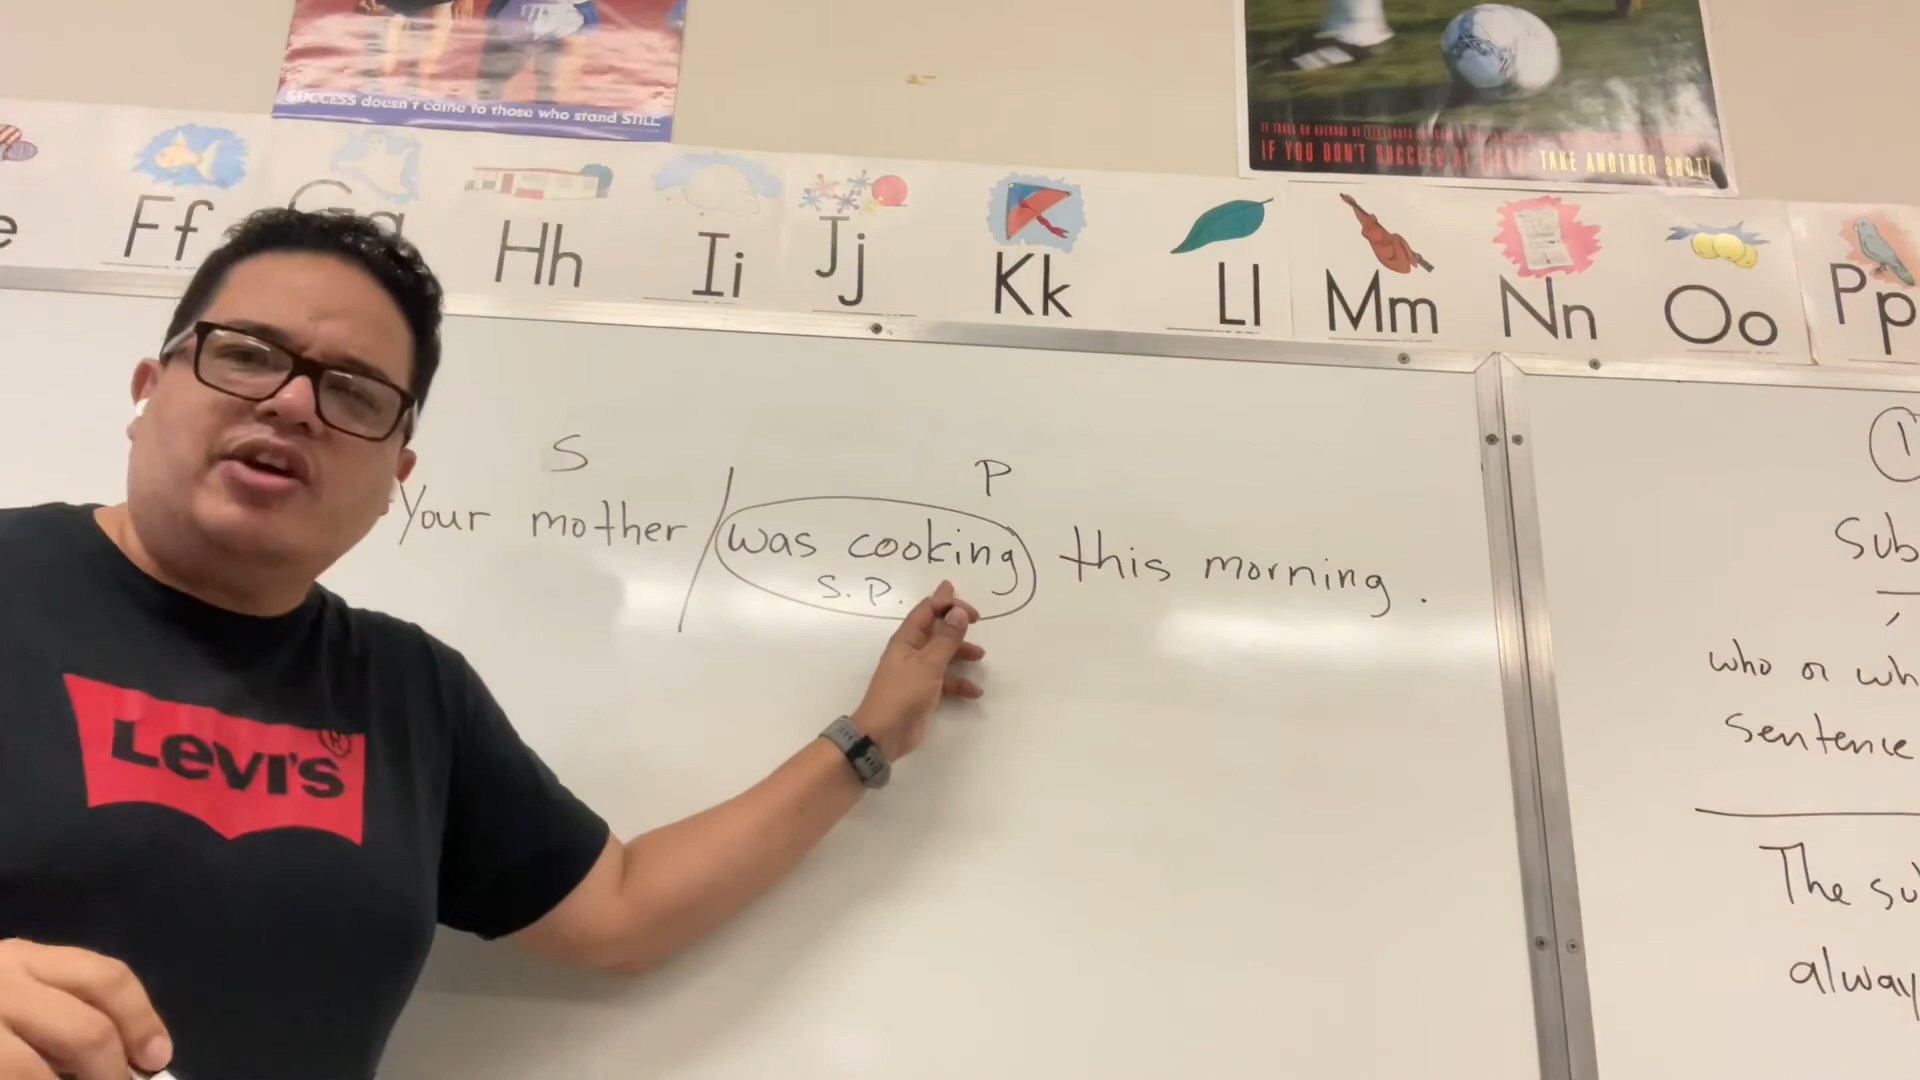 SUCCESS doesn't come to those who stand STILL
IF YOU DON'T SUCCEED AT FIRST, TAKE ANOTHER SHOT!
e
Ff
Gg
Hh
Ii
Jj
Kk
Ll
Mm
Nn
Oo
Pp
S
P
Your mother / was cooking this morning.
S.P.
LEVI'S®
1
Sub
who or wh
sentence
The su
alway